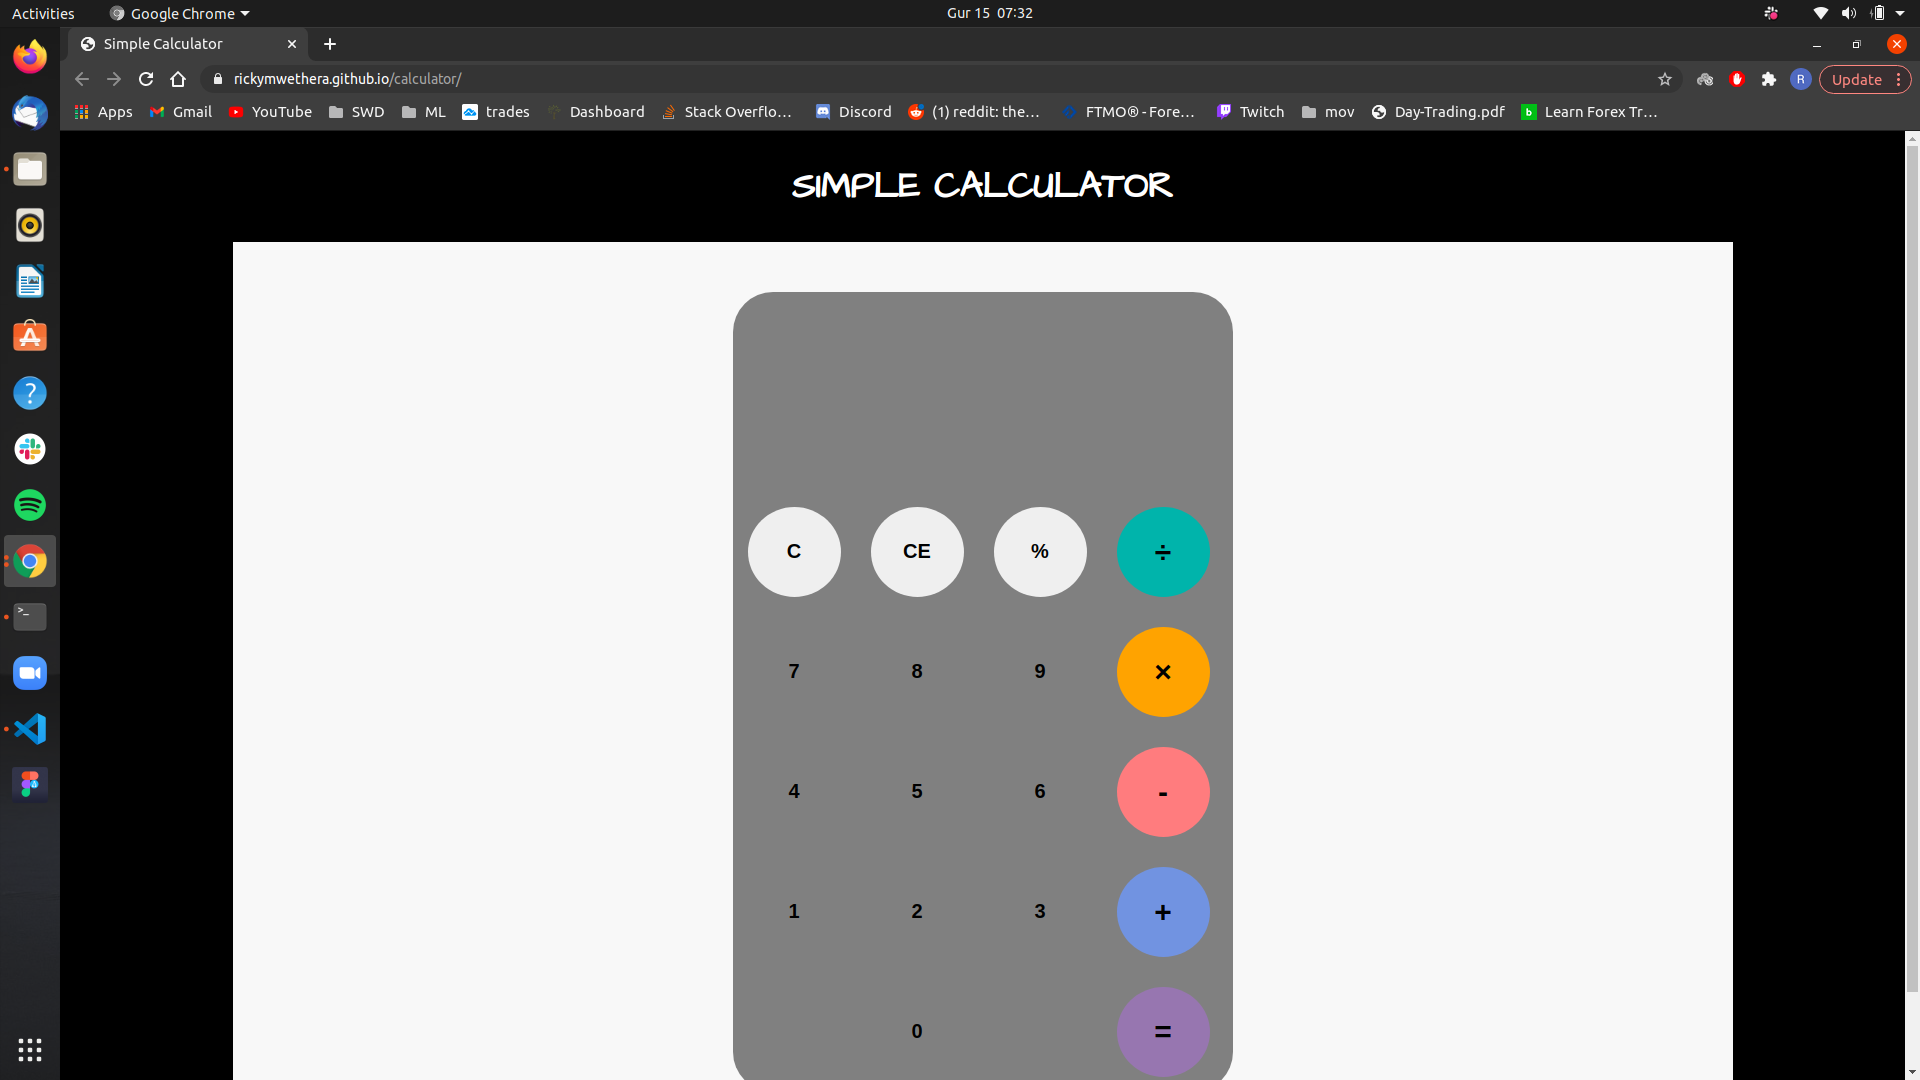 Activities Google Chrome Gur 15 07:32
Simple Calculator
rickymwethera.github.io/calculator/ R Update
Apps Gmail YouTube SWD ML trades Dashboard Stack Overflo... Discord (1) reddit: the... FTMO® - Fore... Twitch mov Day-Trading.pdf b Learn Forex Tr...
SIMPLE CALCULATOR
C CE % ÷
7 8 9 ×
4 5 6 -
1 2 3 +
0 =